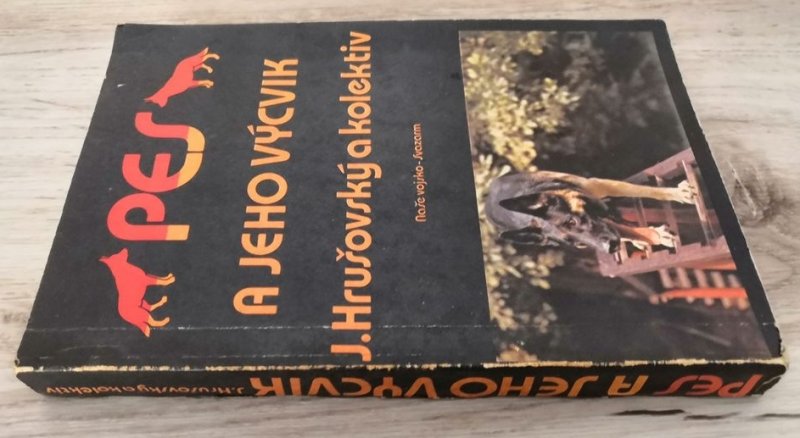 PES
A JEHO VÝCVIK
J. Hrušovský a kolektiv
Naše vojsko - Svazarm
PES A JEHO VÝCVIK
J. Hrušovský a kolektiv